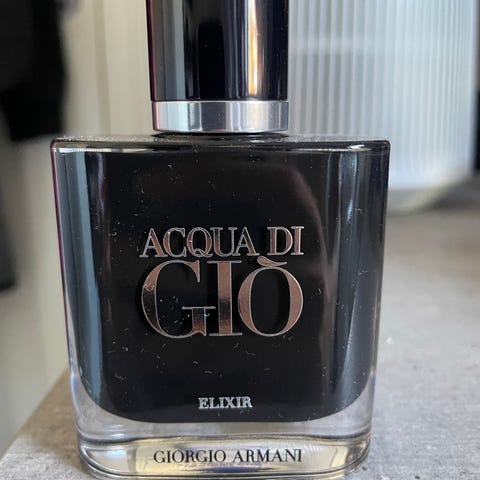 ACQUA DI
GIÒ
ELIXIR
GIORGIO ARMANI